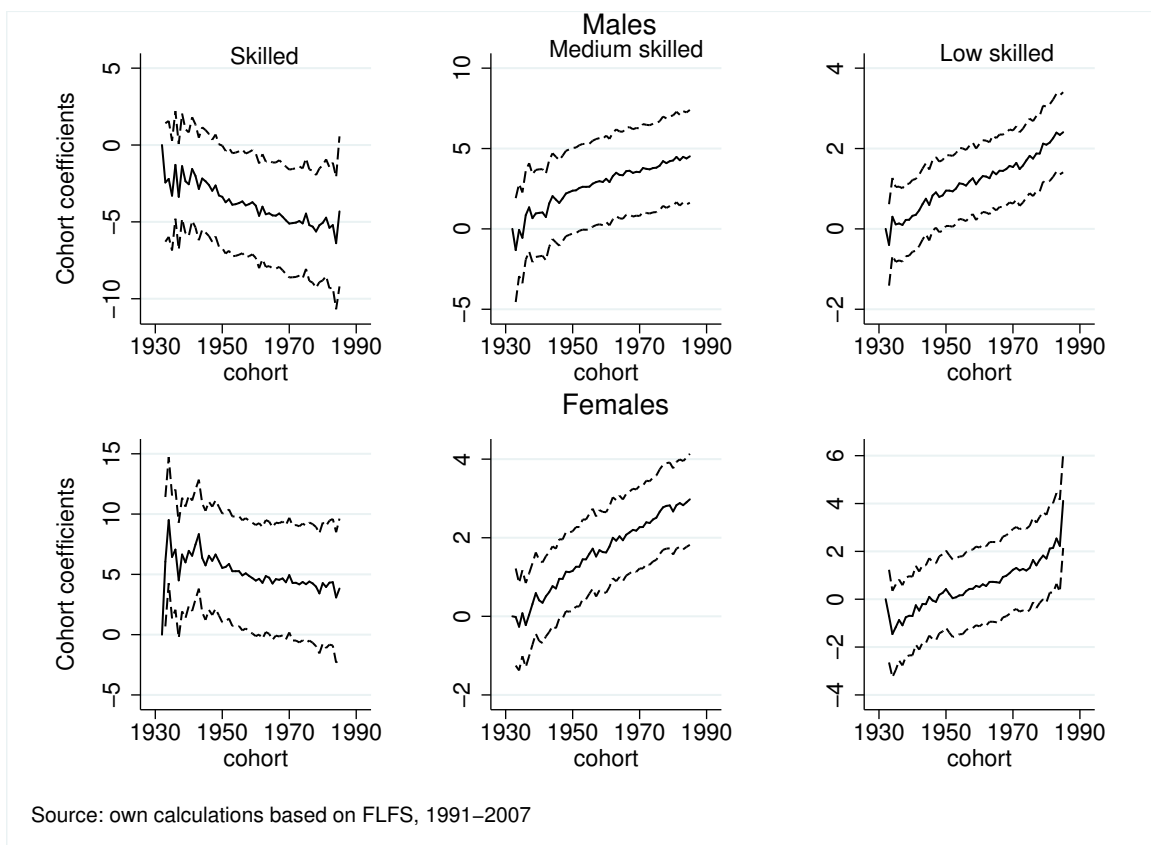 Males
Skilled
Medium skilled
Low skilled
Cohort coefficients
5
0
−5
−10
10
5
0
−5
4
2
0
−2
1930 1950 1970 1990
1930 1950 1970 1990
1930 1950 1970 1990
cohort
cohort
cohort
Females
Cohort coefficients
15
10
5
0
−5
4
2
0
−2
6
4
2
0
−2
−4
1930 1950 1970 1990
1930 1950 1970 1990
1930 1950 1970 1990
cohort
cohort
cohort
Source: own calculations based on FLFS, 1991−2007